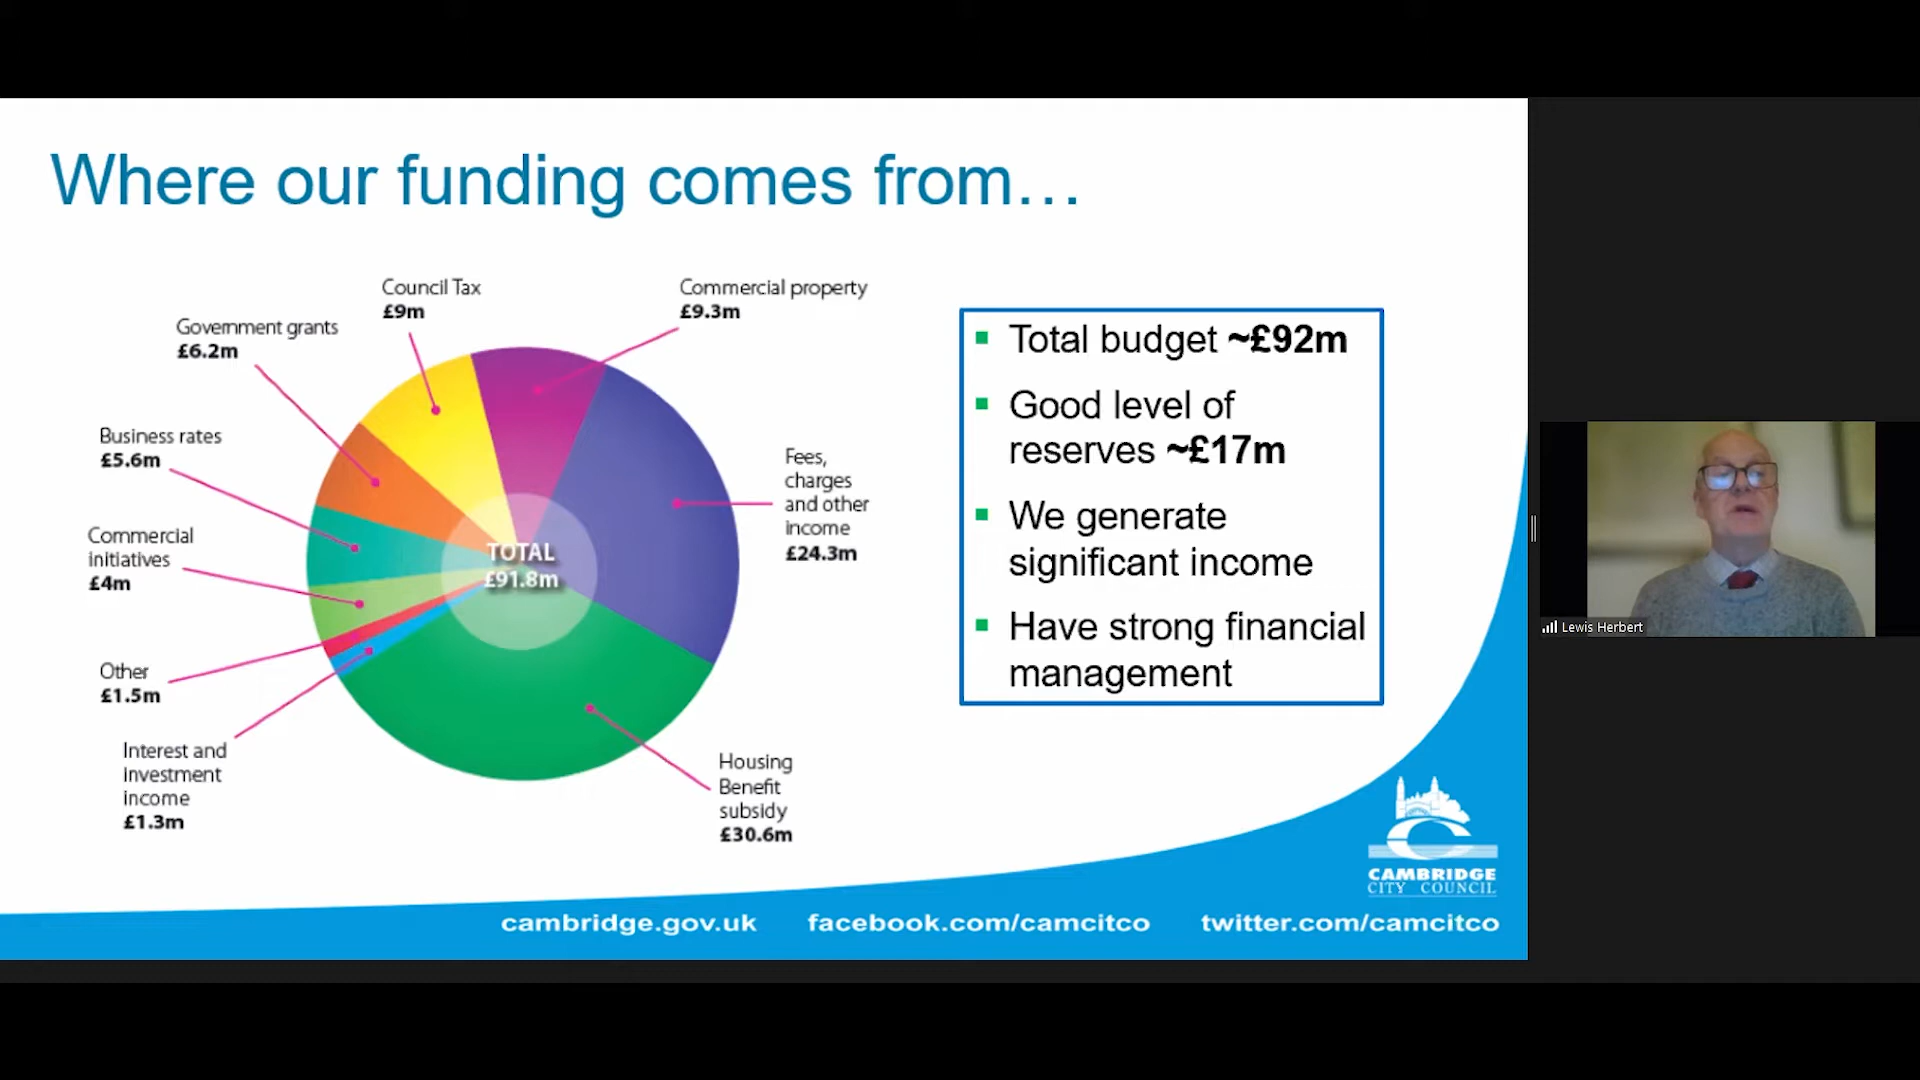 Where our funding comes from…
Council Tax
£9m
Commercial property
£9.3m
Government grants
£6.2m
Business rates
£5.6m
Commercial
initiatives
£4m
Other
£1.5m
Interest and
investment
income
£1.3m
TOTAL
£91.8m
Fees,
charges
and other
income
£24.3m
Housing
Benefit
subsidy
£30.6m
▪ Total budget ~£92m
▪ Good level of
reserves ~£17m
▪ We generate
significant income
▪ Have strong financial
management
Lewis Herbert
CAMBRIDGE
CITY COUNCIL
cambridge.gov.uk facebook.com/camcitco twitter.com/camcitco